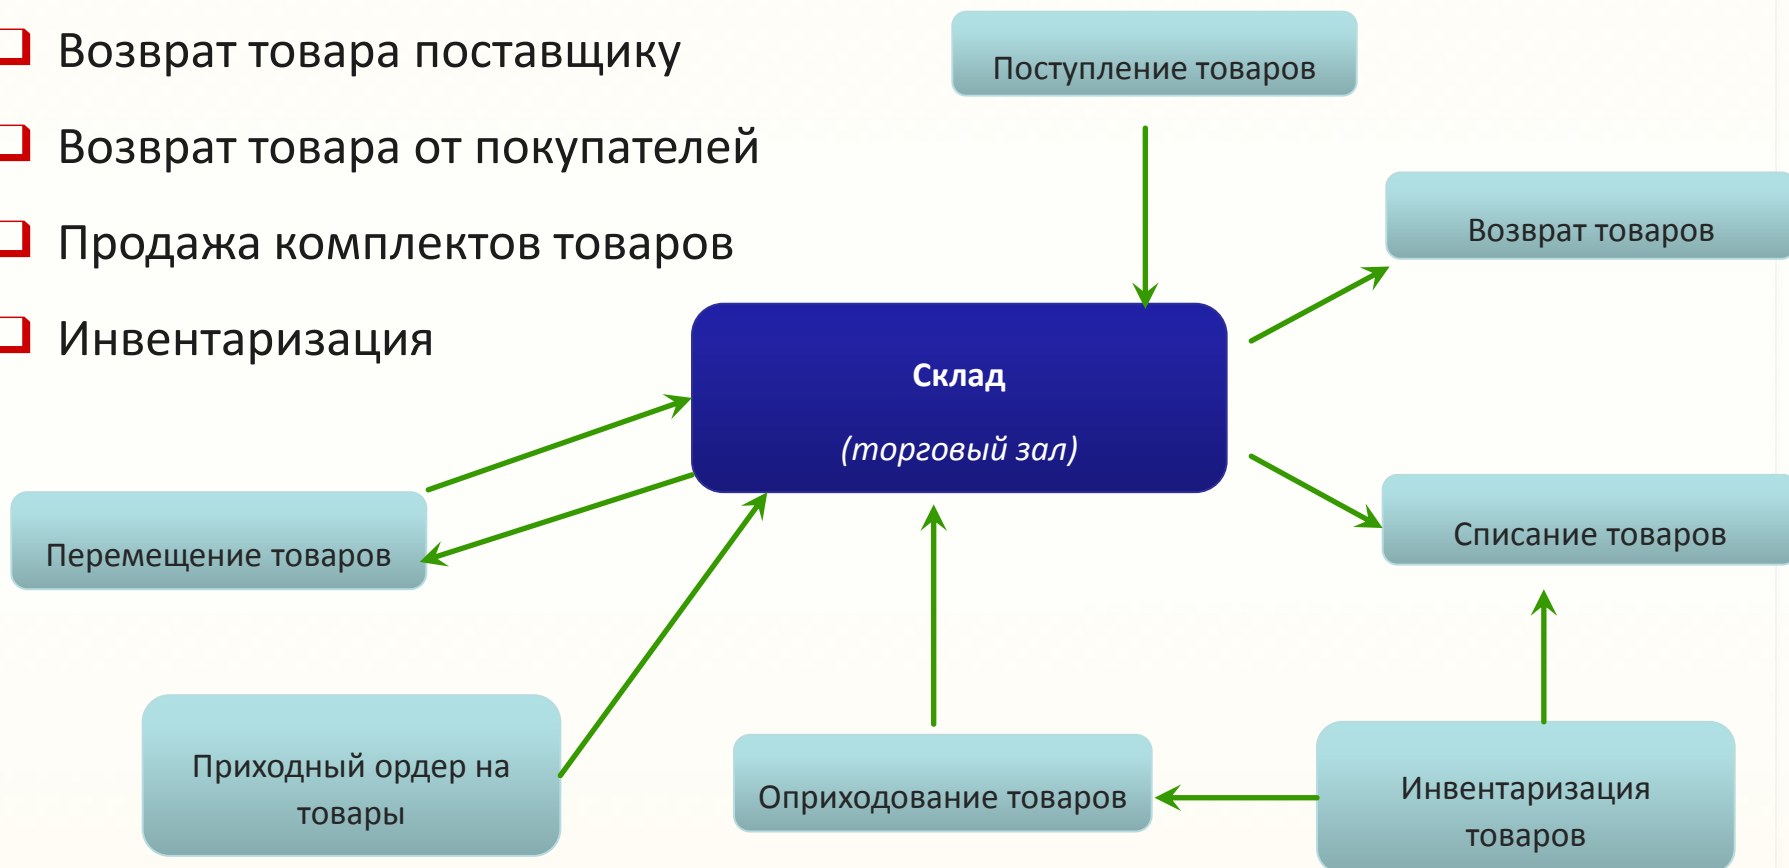 Возврат товара поставщику
Возврат товара от покупателей
Продажа комплектов товаров
Инвентаризация
Поступление товаров
Возврат товаров
Склад
(торговый зал)
Перемещение товаров
Списание товаров
Приходный ордер на
товары
Оприходование товаров
Инвентаризация
товаров